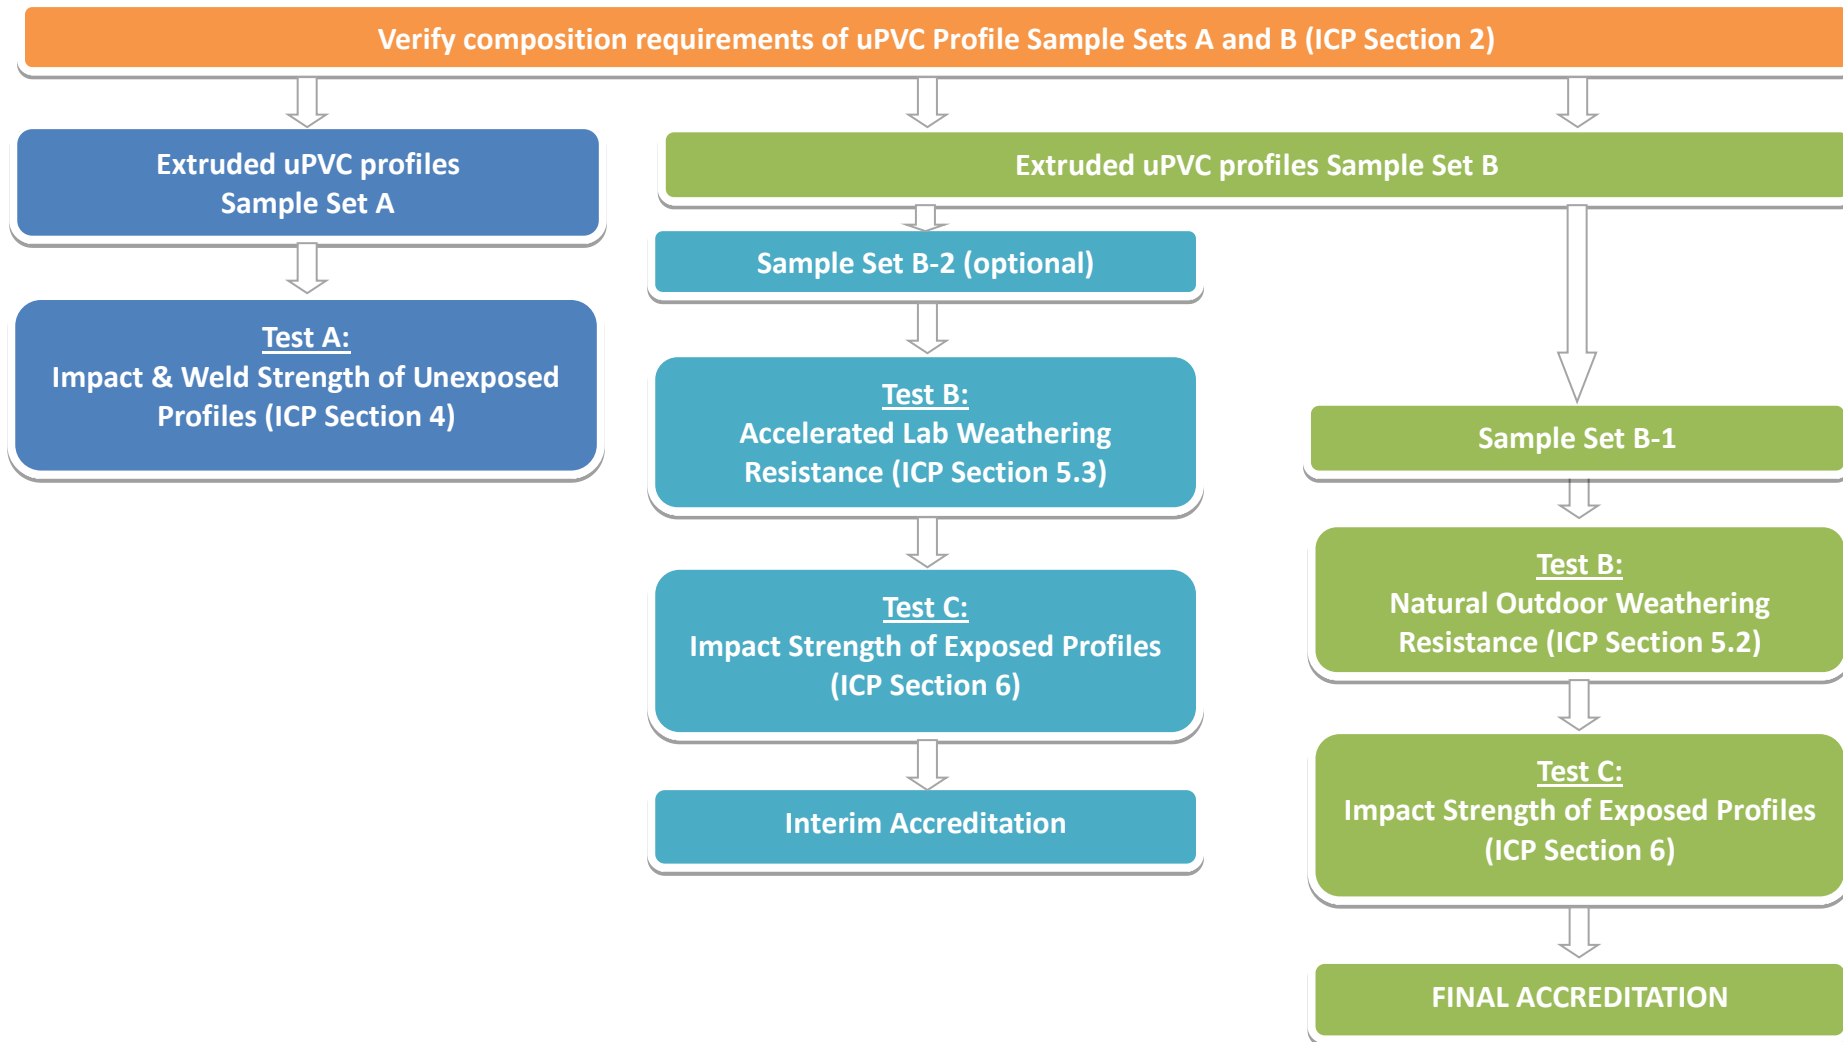 Verify composition requirements of uPVC Profile Sample Sets A and B (ICP Section 2)
Extruded uPVC profiles
Sample Set A
Test A:
Impact & Weld Strength of Unexposed
Profiles (ICP Section 4)
Extruded uPVC profiles Sample Set B
Sample Set B-2 (optional)
Test B:
Accelerated Lab Weathering
Resistance (ICP Section 5.3)
Test C:
Impact Strength of Exposed Profiles
(ICP Section 6)
Interim Accreditation
Sample Set B-1
Test B:
Natural Outdoor Weathering
Resistance (ICP Section 5.2)
Test C:
Impact Strength of Exposed Profiles
(ICP Section 6)
FINAL ACCREDITATION